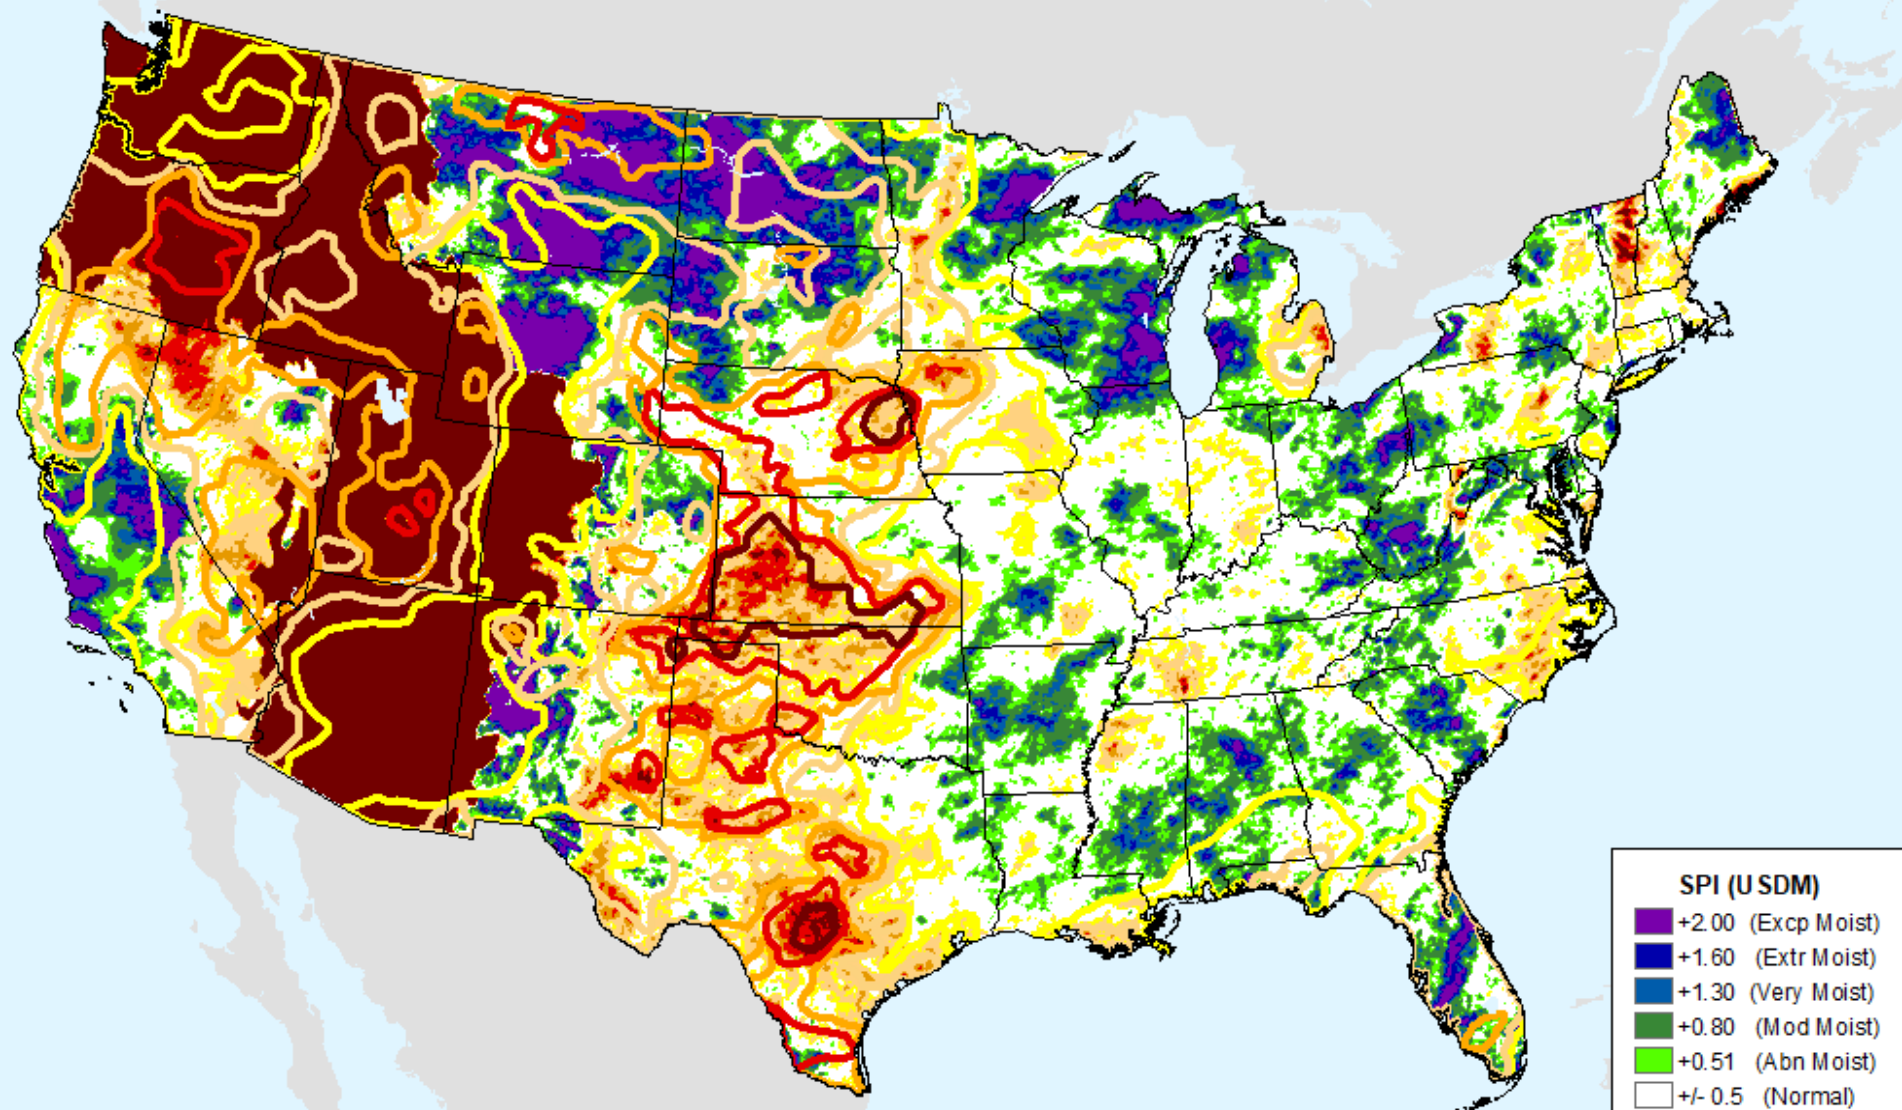 SPI (USDM)
+2.00 (Excp Moist)
+1.60 (Extr Moist)
+1.30 (Very Moist)
+0.80 (Mod Moist)
+0.51 (Abn Moist)
+/- 0.5 (Normal)